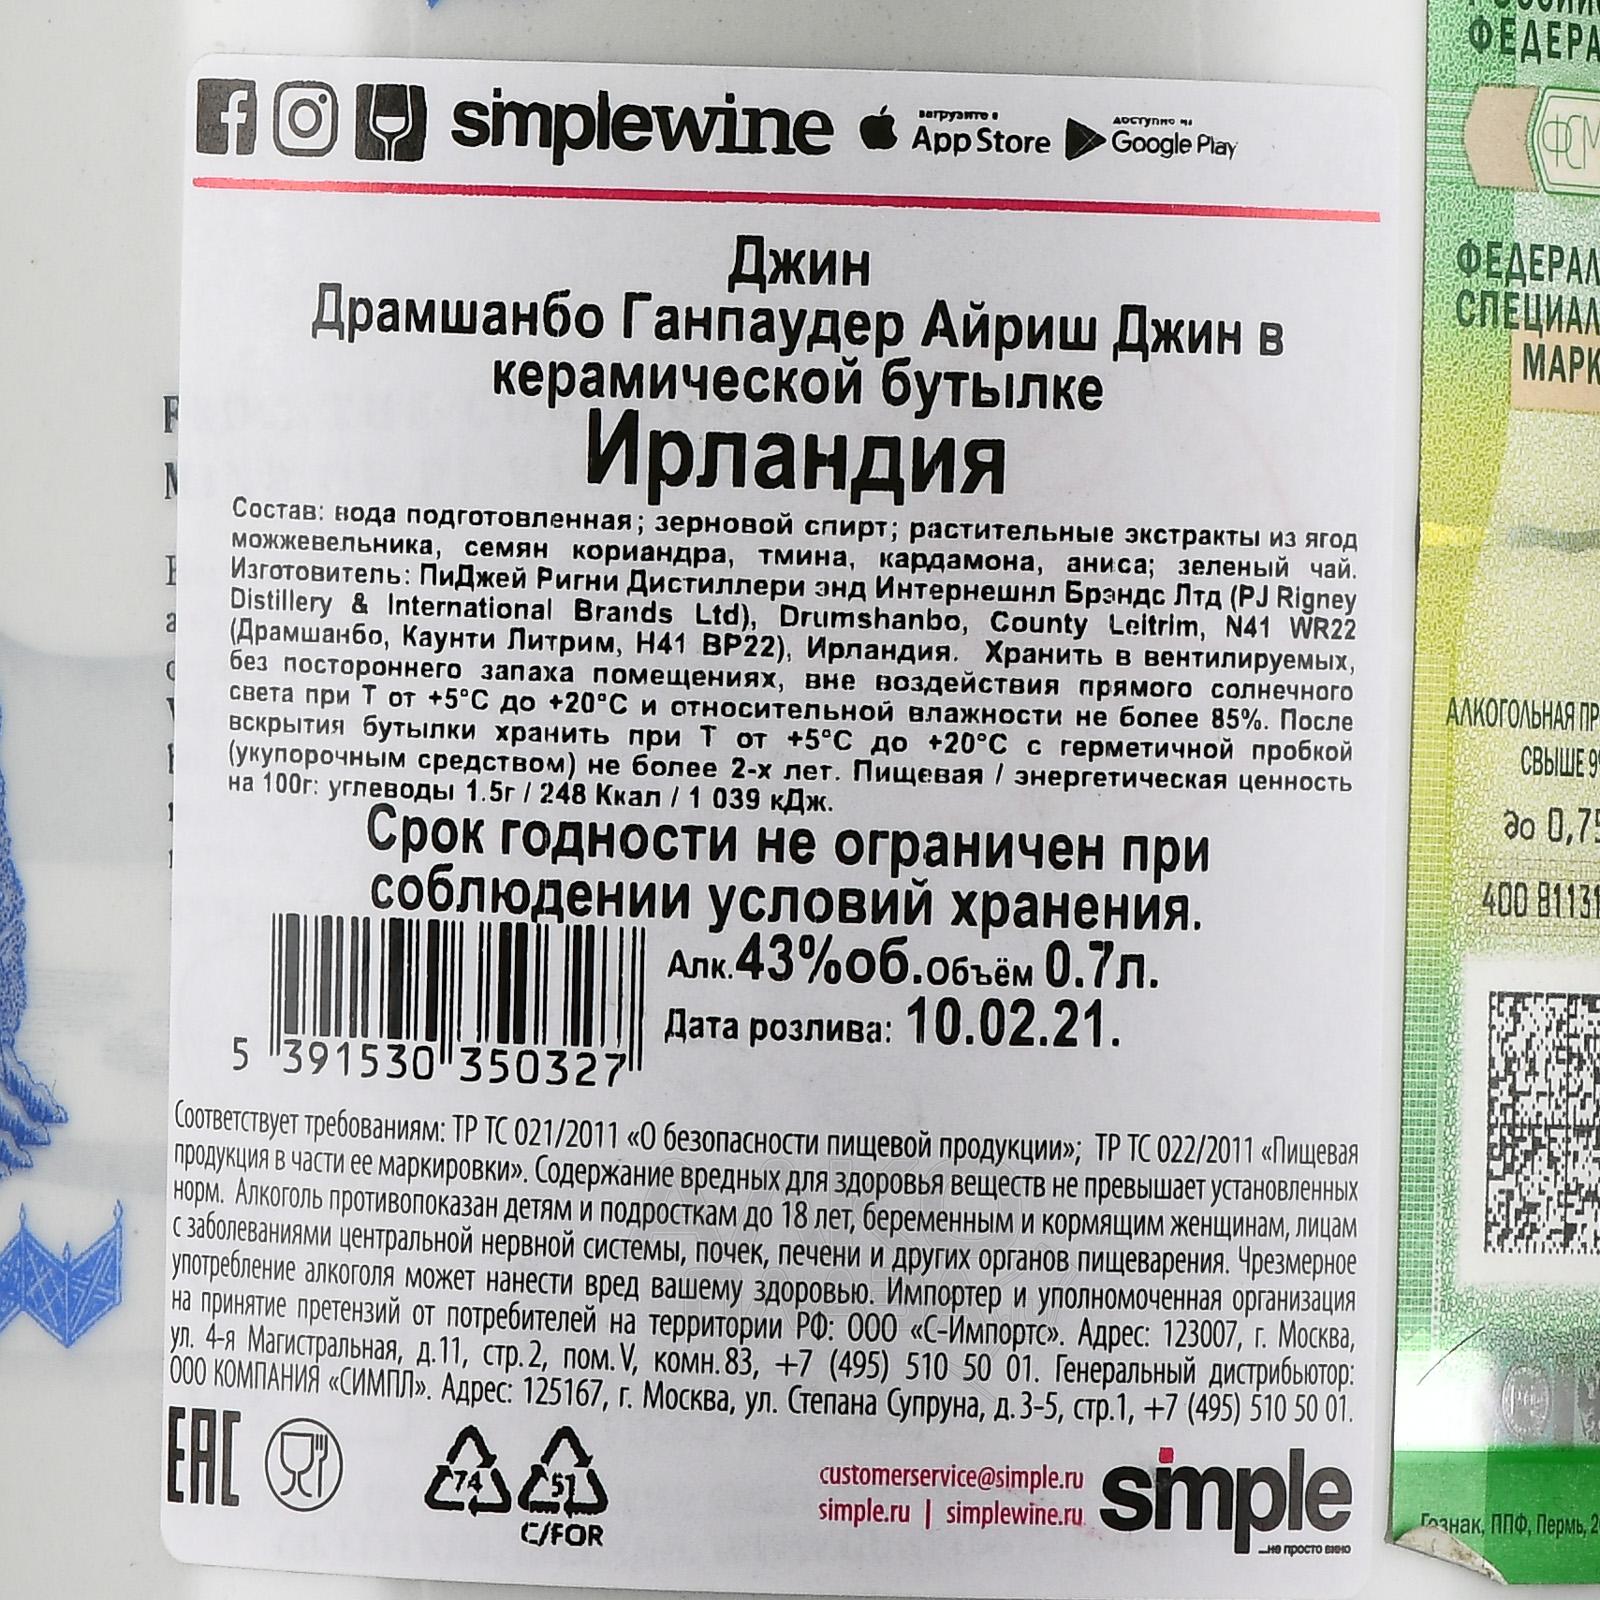 simplewine
загрузите в
App Store
доступно на
Google Play
Джин
Драмшанбо Ганпаудер Айриш Джин в
керамической бутылке
Ирландия
Состав: вода подготовленная; зерновой спирт; растительные экстракты из ягод
можжевельника, семян кориандра, тмина, кардамона, аниса; зеленый чай.
Изготовитель: ПиДжей Ригни Дистиллери энд Интернешнл Брэндс Лтд (PJ Rigney
Distillery & International Brands Ltd), Drumshanbo, County Leitrim, N41 WR22
(Драмшанбо, Каунти Литрим, Н41 ВР22), Ирландия. Хранить в вентилируемых,
без постороннего запаха помещениях, вне воздействия прямого солнечного
света при Т от +5°С до +20°С и относительной влажности не более 85%. После
вскрытия бутылки хранить при Т от +5°С до +20°С с герметичной пробкой
(укупорочным средством) не более 2-х лет. Пищевая / энергетическая ценность
на 100г: углеводы 1.5г / 248 Ккал / 1 039 кДж.
Срок годности не ограничен при
соблюдении условий хранения.
Алк.43%об.Объём 0.7л.
Дата розлива: 10.02.21.
5 391530 350327
Соответствует требованиям: ТР ТС 021/2011 «О безопасности пищевой продукции»; ТР ТС 022/2011 «Пищевая
продукция в части ее маркировки». Содержание вредных для здоровья веществ не превышает установленных
норм. Алкоголь противопоказан детям и подросткам до 18 лет, беременным и кормящим женщинам, лицам
с заболеваниями центральной нервной системы, почек, печени и других органов пищеварения. Чрезмерное
употребление алкоголя может нанести вред вашему здоровью. Импортер и уполномоченная организация
на принятие претензий от потребителей на территории РФ: ООО «С-Импортс». Адрес: 123007, г. Москва,
ул. 4-я Магистральная, д.11, стр.2, пом.V, комн.83, +7 (495) 510 50 01. Генеральный дистрибьютор:
ООО КОМПАНИЯ «СИМПЛ». Адрес: 125167, г. Москва, ул. Степана Супруна, д.3-5, стр.1, +7 (495) 510 50 01.
EAC
74
51
C/FOR
customerservice@simple.ru
simple.ru | simplewine.ru
simple
...не просто вино
ФЕДЕРА
ФСМ
ФЕДЕРАЛ
СПЕЦИАЛ
МАРК
АЛКОГОЛЬНАЯ ПР
СВЫШЕ 9
до 0,75
400 81131
Гознак, ППФ, Пермь, 2